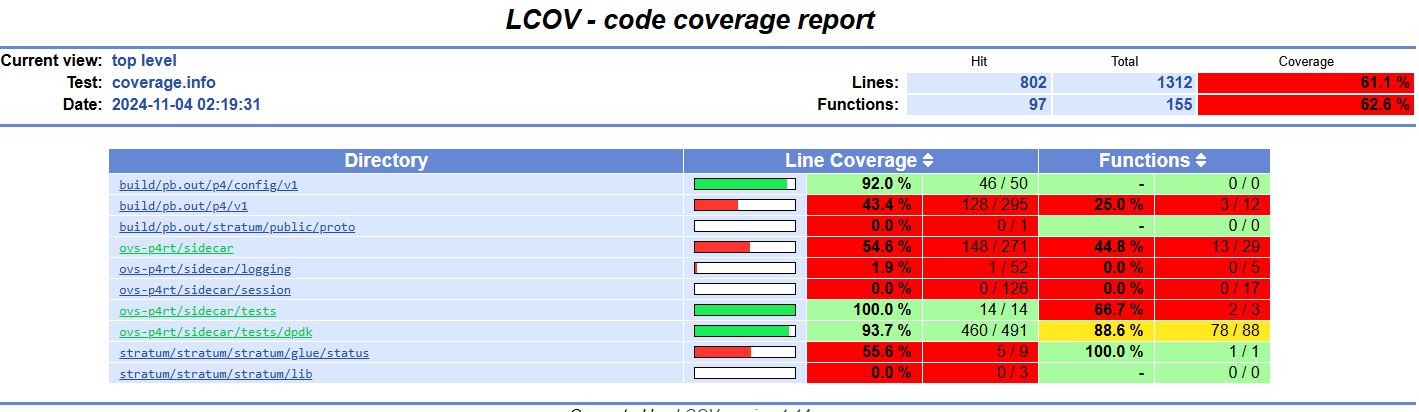 LCOV - code coverage report
Current view: top level Hit Total Coverage
Test: coverage.info Lines: 802 1312 61.1 %
Date: 2024-11-04 02:19:31 Functions: 97 155 62.6 %
Directory Line Coverage Functions
build/pb.out/p4/config/v1 92.0 % 46 / 50 - 0 / 0
build/pb.out/p4/v1 43.4 % 128 / 295 25.0 % 3 / 12
build/pb.out/stratum/public/proto 0.0 % 0 / 1 - 0 / 0
ovs-p4rt/sidecar 54.6 % 148 / 271 44.8 % 13 / 29
ovs-p4rt/sidecar/logging 1.9 % 1 / 52 0.0 % 0 / 5
ovs-p4rt/sidecar/session 0.0 % 0 / 126 0.0 % 0 / 17
ovs-p4rt/sidecar/tests 100.0 % 14 / 14 66.7 % 2 / 3
ovs-p4rt/sidecar/tests/dpdk 93.7 % 460 / 491 88.6 % 78 / 88
stratum/stratum/stratum/glue/status 55.6 % 5 / 9 100.0 % 1 / 1
stratum/stratum/stratum/lib 0.0 % 0 / 3 - 0 / 0